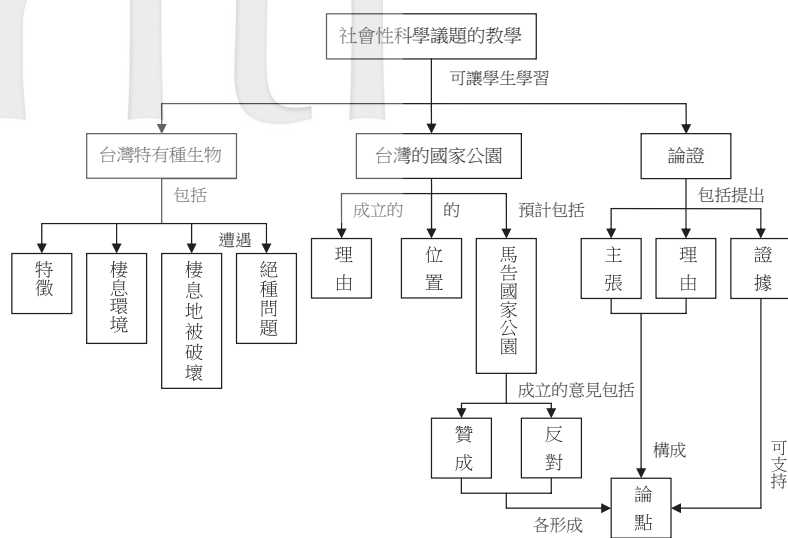 社會性科學議題的教學
可讓學生學習
台灣特有種生物
台灣的國家公園
論證
包括
成立的
的
預計包括
包括提出
遭遇
特徵
棲息環境
棲息地被破壞
絕種問題
理由
位置
馬告國家公園
主張
理由
證據
成立的意見包括
贊成
反對
構成
可支持
各形成
論點